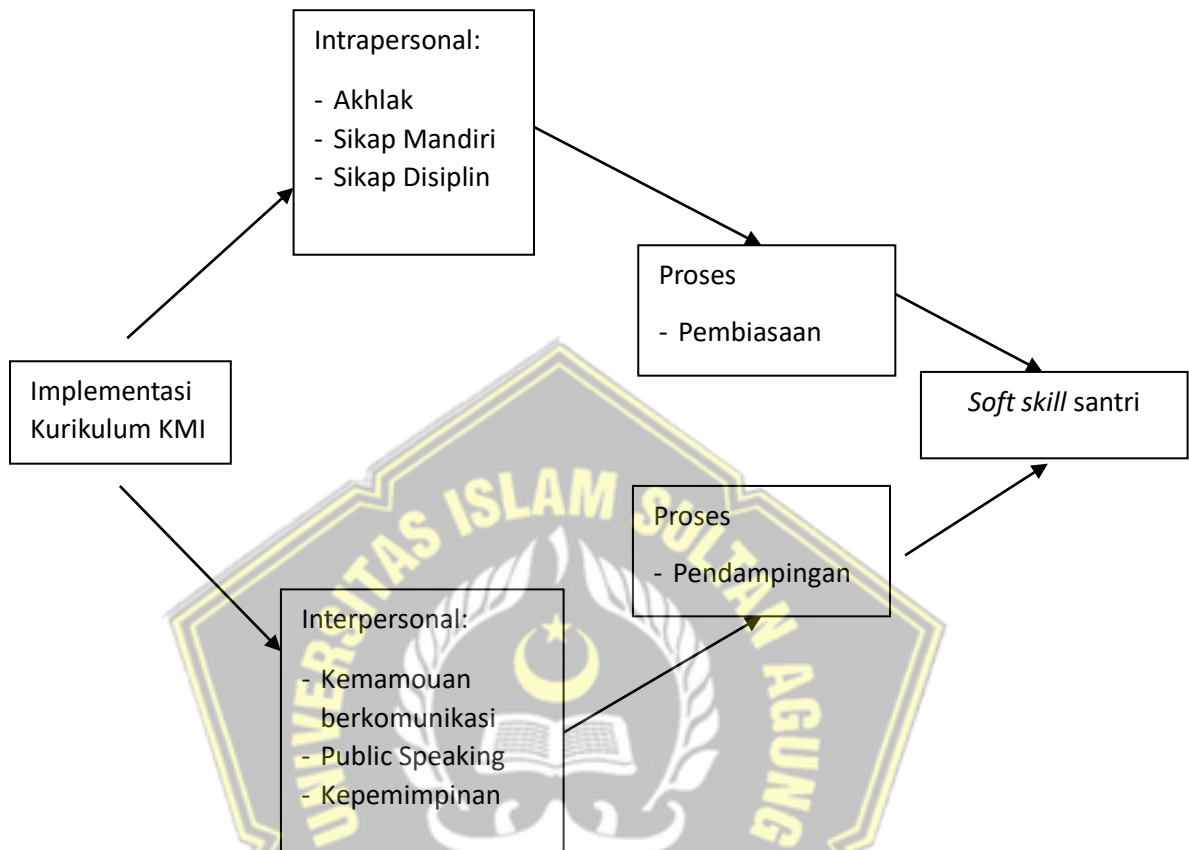 Intrapersonal:
- Akhlak
- Sikap Mandiri
- Sikap Disiplin
Proses
- Pembiasaan
Implementasi
Kurikulum KMI
Soft skill santri
Proses
- Pendampingan
Interpersonal:
- Kemamouan
berkomunikasi
- Public Speaking
- Kepemimpinan
UNIVERSITAS ISLAM SULTAN AGUNG